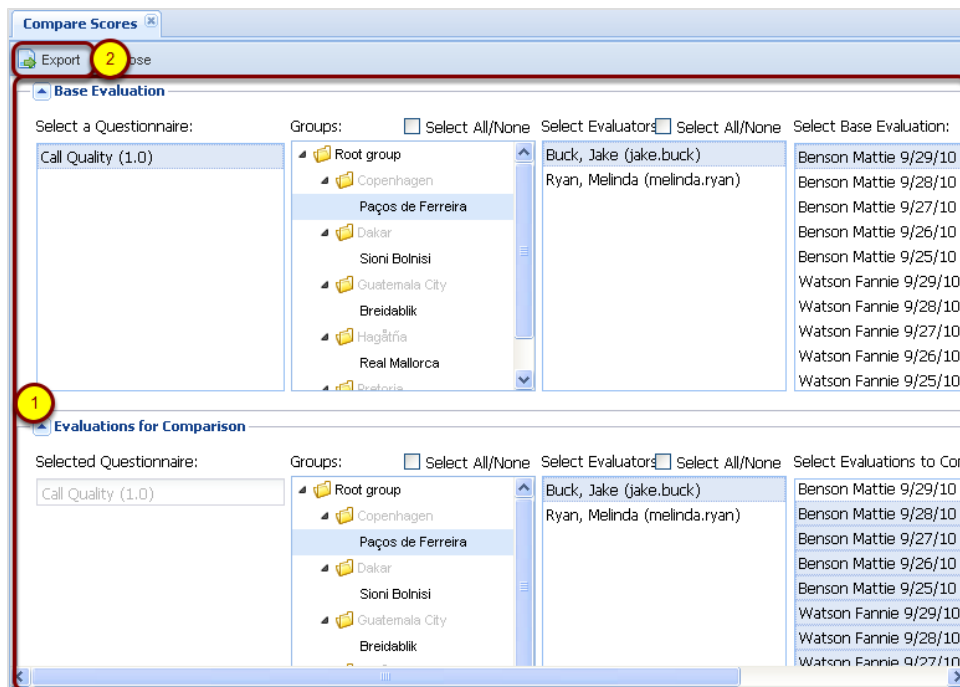 Compare Scores
Export
2
ose
Base Evaluation
Select a Questionnaire:
Call Quality (1.0)
Groups:
Select All/None
Root group
Copenhagen
Paços de Ferreira
Dakar
Sioni Bolnisi
Guatemala City
Breidablik
Hagåtña
Real Mallorca
Pretoria
Select Evaluators
Select All/None
Buck, Jake (jake.buck)
Ryan, Melinda (melinda.ryan)
Select Base Evaluation:
Benson Mattie 9/29/10
Benson Mattie 9/28/10
Benson Mattie 9/27/10
Benson Mattie 9/26/10
Benson Mattie 9/25/10
Watson Fannie 9/29/10
Watson Fannie 9/28/10
Watson Fannie 9/27/10
Watson Fannie 9/26/10
Watson Fannie 9/25/10
1
Evaluations for Comparison
Selected Questionnaire:
Call Quality (1.0)
Groups:
Select All/None
Root group
Copenhagen
Paços de Ferreira
Dakar
Sioni Bolnisi
Guatemala City
Breidablik
Select Evaluators
Select All/None
Buck, Jake (jake.buck)
Ryan, Melinda (melinda.ryan)
Select Evaluations to Co
Benson Mattie 9/29/10
Benson Mattie 9/28/10
Benson Mattie 9/27/10
Benson Mattie 9/26/10
Benson Mattie 9/25/10
Watson Fannie 9/29/10
Watson Fannie 9/28/10
Watson Fannie 9/27/10